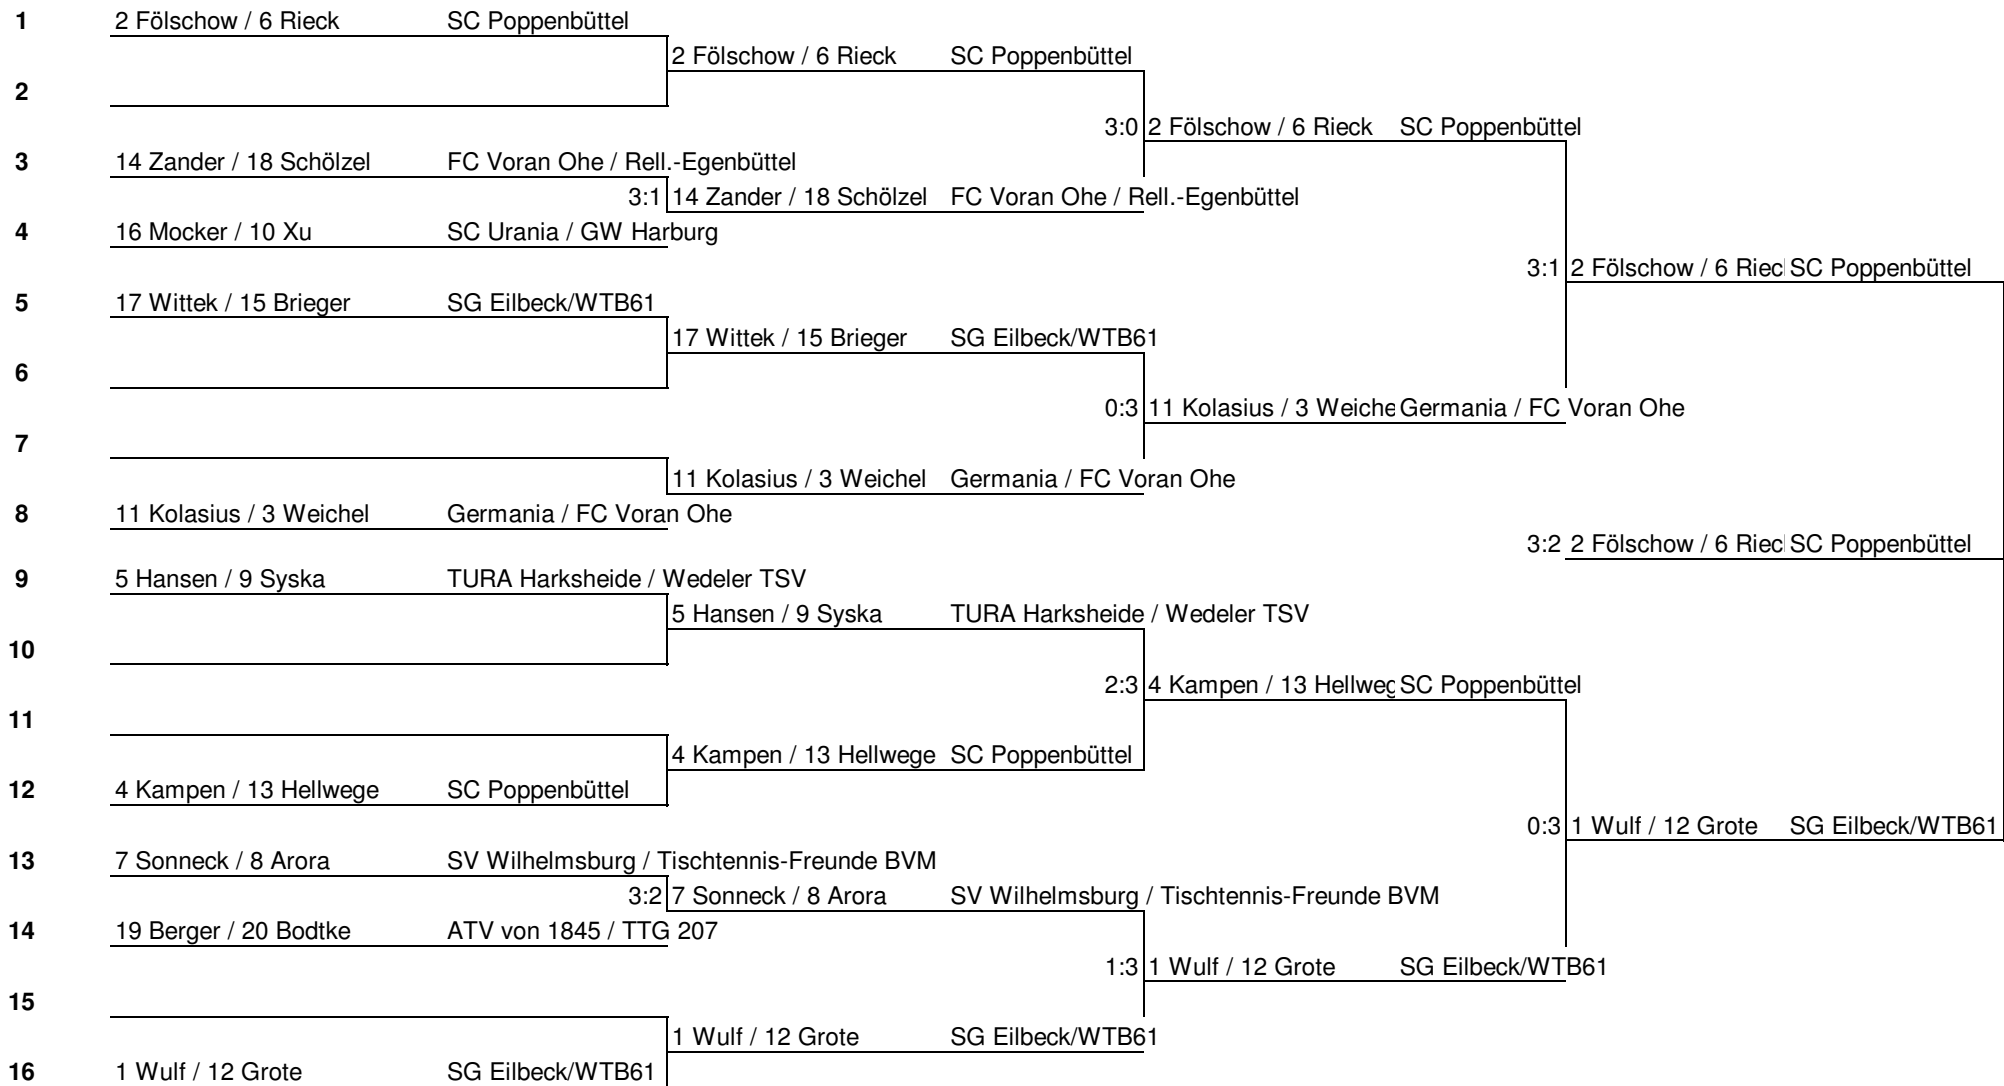 1 2 Fölschow / 6 Rieck SC Poppenbüttel
2 Fölschow / 6 Rieck SC Poppenbüttel
2
3:0 2 Fölschow / 6 Rieck SC Poppenbüttel
3 14 Zander / 18 Schölzel FC Voran Ohe / Rell.-Egenbüttel
3:1 14 Zander / 18 Schölzel FC Voran Ohe / Rell.-Egenbüttel
4 16 Mocker / 10 Xu SC Urania / GW Harburg
3:1 2 Fölschow / 6 Riec SC Poppenbüttel
5 17 Wittek / 15 Brieger SG Eilbeck/WTB61
17 Wittek / 15 Brieger SG Eilbeck/WTB61
6
0:3 11 Kolasius / 3 Weiche Germania / FC Voran Ohe
7
11 Kolasius / 3 Weichel Germania / FC Voran Ohe
8 11 Kolasius / 3 Weichel Germania / FC Voran Ohe
3:2 2 Fölschow / 6 Riec SC Poppenbüttel
9 5 Hansen / 9 Syska TURA Harksheide / Wedeler TSV
5 Hansen / 9 Syska TURA Harksheide / Wedeler TSV
10
2:3 4 Kampen / 13 Hellweg SC Poppenbüttel
11
4 Kampen / 13 Hellwege SC Poppenbüttel
12 4 Kampen / 13 Hellwege SC Poppenbüttel
0:3 1 Wulf / 12 Grote SG Eilbeck/WTB61
13 7 Sonneck / 8 Arora SV Wilhelmsburg / Tischtennis-Freunde BVM
3:2 7 Sonneck / 8 Arora SV Wilhelmsburg / Tischtennis-Freunde BVM
14 19 Berger / 20 Bodtke ATV von 1845 / TTG 207
1:3 1 Wulf / 12 Grote SG Eilbeck/WTB61
15
1 Wulf / 12 Grote SG Eilbeck/WTB61
16 1 Wulf / 12 Grote SG Eilbeck/WTB61